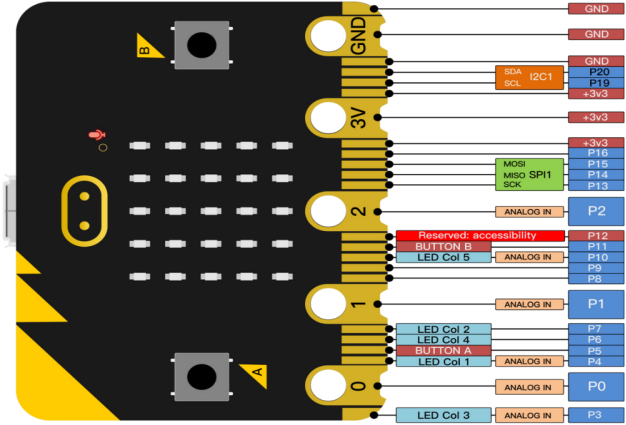 GND
GND
GND
SDA I2C1 P20
SCL P19
+3v3
+3v3
+3v3
P16
MOSI P15
MISO SPI1 P14
SCK P13
ANALOG IN P2
Reserved: accessibility P12
BUTTON B P11
LED Col 5 ANALOG IN P10
P9
P8
ANALOG IN P1
LED Col 2 P7
LED Col 4 P6
BUTTON A P5
LED Col 1 ANALOG IN P4
ANALOG IN P0
LED Col 3 ANALOG IN P3
B
A
GND
3V
2
1
0